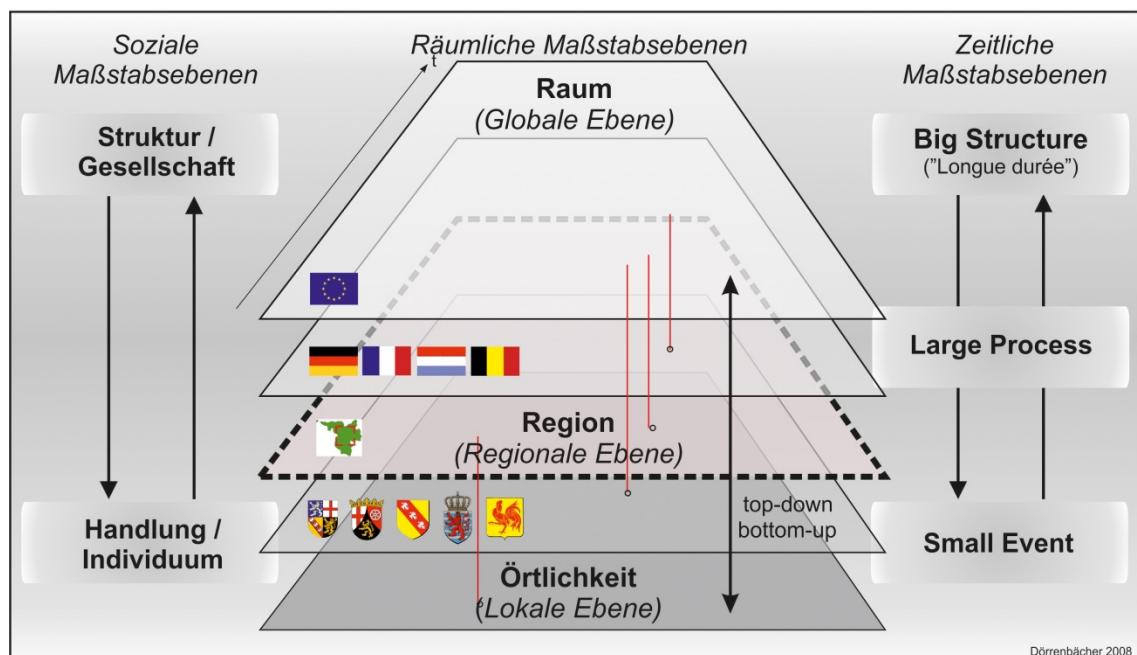 Soziale
Maßstabsebenen
Räumliche Maßstabsebenen
Zeitliche
Maßstabsebenen
t
Struktur /
Gesellschaft
Raum
(Globale Ebene)
Big Structure
("Longue durée")
Large Process
Region
(Regionale Ebene)
top-down
bottom-up
Handlung /
Individuum
Small Event
Örtlichkeit
(Lokale Ebene)
Dörrenbächer 2008